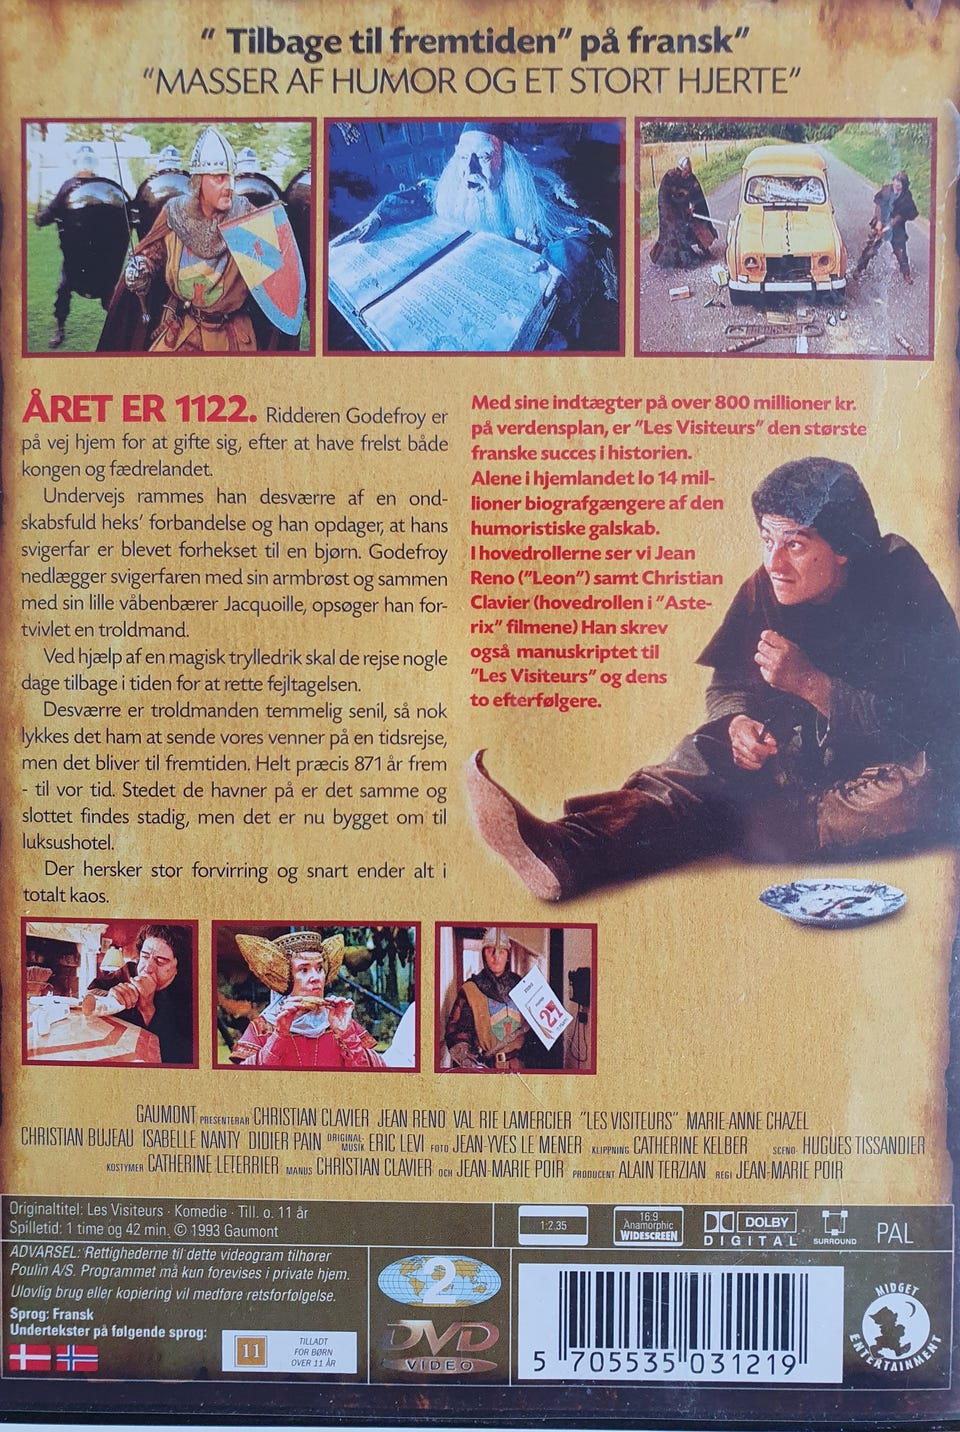 “ Tilbage til fremtiden” på fransk”
“MASSER AF HUMOR OG ET STORT HJERTE”
ÅRET ER 1122. Ridderen Godefroy er
på vej hjem for at gifte sig, efter at have frelst både
kongen og fædrelandet.
Undervejs rammes han desværre af en ond-
skabsfuld heks’ forbandelse og han opdager, at hans
svigerfar er blevet forhekset til en bjørn. Godefroy
nedlægger svigerfaren med sin armbrøst og sammen
med sin lille våbenbærer Jacquoille, opsøger han for-
tvivlet en troldmand.
Ved hjælp af en magisk trylledrik skal de rejse nogle
dage tilbage i tiden for at rette fejltagelsen.
Desværre er troldmanden temmelig senil, så nok
lykkes det ham at sende vores venner på en tidsrejse,
men det bliver til fremtiden. Helt præcis 871 år frem
- til vor tid. Stedet de havner på er det samme og
slottet findes stadig, men det er nu bygget om til
luksushotel.
Der hersker stor forvirring og snart ender alt i
totalt kaos.
Med sine indtægter på over 800 millioner kr.
på verdensplan, er ”Les Visiteurs” den største
franske succes i historien.
Alene i hjemlandet lo 14 mil-
lioner biografgængere af den
humoristiske galskab.
I hovedrollerne ser vi Jean
Reno (”Leon”) samt Christian
Clavier (hovedrollen i ”Aste-
rix” filmene) Han skrev
også manuskriptet til
”Les Visiteurs” og dens
to efterfølgere.
27
GAUMONT PRESENTERAR CHRISTIAN CLAVIER JEAN RENO VAL RIE LAMERCIER ”LES VISITEURS” MARIE-ANNE CHAZEL
CHRISTIAN BUJEAU ISABELLE NANTY DIDIER PAIN ORIGINAL-MUSIK ERIC LEVI FOTO JEAN-YVES LE MENER KLIPPNING CATHERINE KELBER SCENO HUGUES TISSANDIER
KOSTYMER CATHERINE LETERRIER MANUS CHRISTIAN CLAVIER OCH JEAN-MARIE POIR PRODUCENT ALAIN TERZIAN REGI JEAN-MARIE POIR
Originaltitel: Les Visiteurs · Komedie · Till. o. 11 år
Spilletid: 1 time og 42 min. © 1993 Gaumont
1:2.35
16:9
Anamorphic
WIDESCREEN
DOLBY
DIGITAL
SURROUND
PAL
ADVARSEL: Rettighederne til dette videogram tilhører
Poulin A/S. Programmet må kun forevises i private hjem.
Ulovlig brug eller kopiering vil medføre retsforfølgelse.
Sprog: Fransk
Undertekster på følgende sprog:
11
TILLADT
FOR BØRN
OVER 11 ÅR
2
DVD
VIDEO
5 705535 031219
MIDGET
ENTERTAINMENT